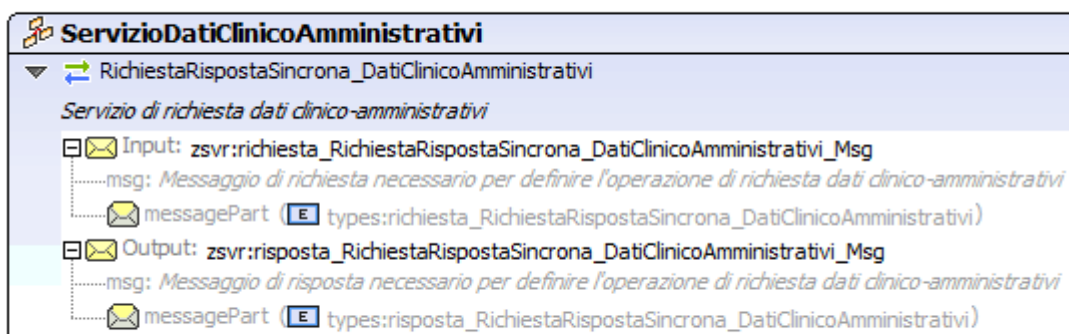 ServizioDatiClinicoAmministrativi
RichiestaRispostaSincrona_DatiClinicoAmministrativi
Servizio di richiesta dati clinico-amministrativi
Input: zsvr:richiesta_RichiestaRispostaSincrona_DatiClinicoAmministrativi_Msg
msg: Messaggio di richiesta necessario per definire l'operazione di richiesta dati clinico-amministrativi
messagePart (E types:richiesta_RichiestaRispostaSincrona_DatiClinicoAmministrativi)
Output: zsvr:risposta_RichiestaRispostaSincrona_DatiClinicoAmministrativi_Msg
msg: Messaggio di risposta necessario per definire l'operazione di richiesta dati clinico-amministrativi
messagePart (E types:risposta_RichiestaRispostaSincrona_DatiClinicoAmministrativi)